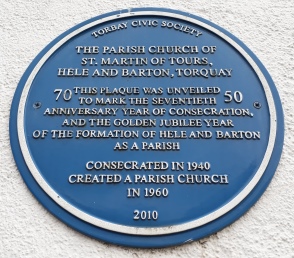 TORBAY CIVIC SOCIETY
THE PARISH CHURCH OF
ST. MARTIN OF TOURS,
HELE AND BARTON, TORQUAY
70 THIS PLAQUE WAS UNVEILED 50
TO MARK THE SEVENTIETH
ANNIVERSARY YEAR OF CONSECRATION,
AND THE GOLDEN JUBILEE YEAR
OF THE FORMATION OF HELE AND BARTON
AS A PARISH
CONSECRATED IN 1940
CREATED A PARISH CHURCH
IN 1960
2010